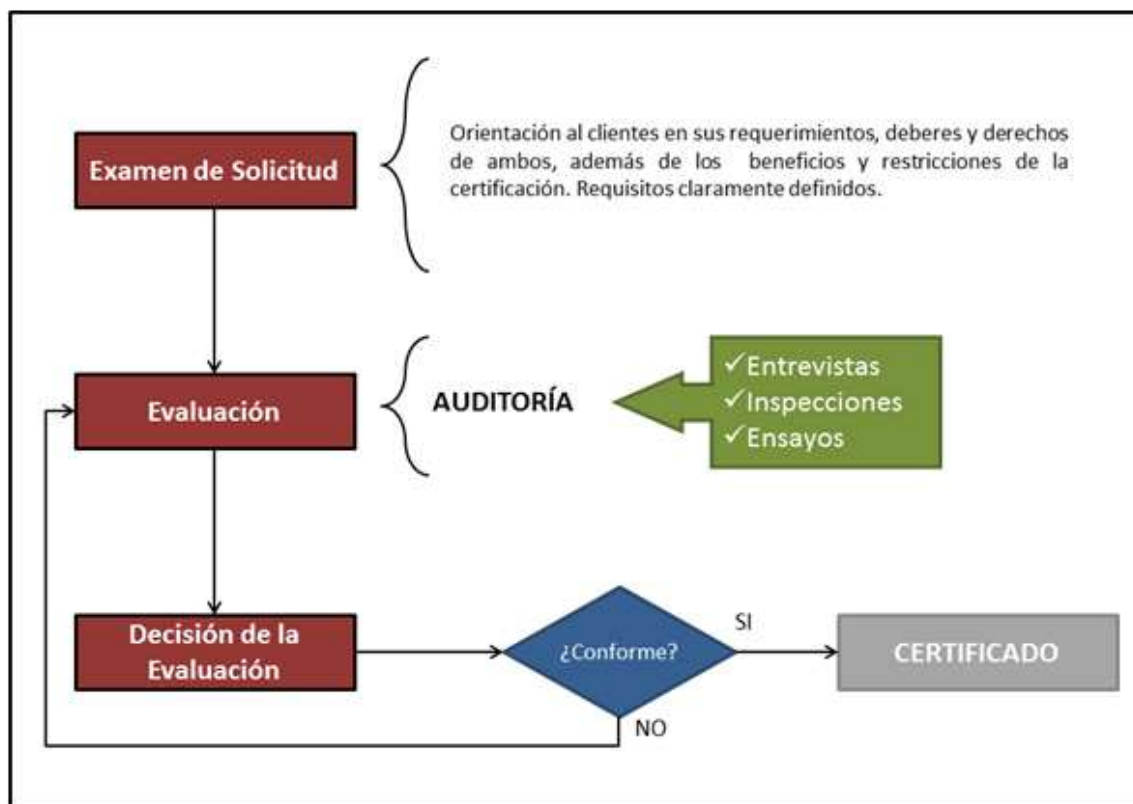 Examen de Solicitud
Orientación al clientes en sus requerimientos, deberes y derechos
de ambos, además de los beneficios y restricciones de la
certificación. Requisitos claramente definidos.
Evaluación
AUDITORÍA
✓Entrevistas
✓Inspecciones
✓Ensayos
Decisión de la
Evaluación
¿Conforme?
SI
CERTIFICADO
NO